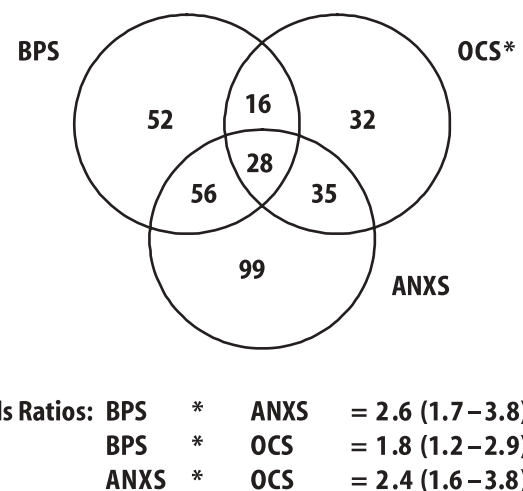 BPS
OCS*
52
16
32
28
56
35
99
ANXS
Ratios: BPS * ANXS = 2.6 (1.7–3.8)
BPS * OCS = 1.8 (1.2–2.9)
ANXS * OCS = 2.4 (1.6–3.8)